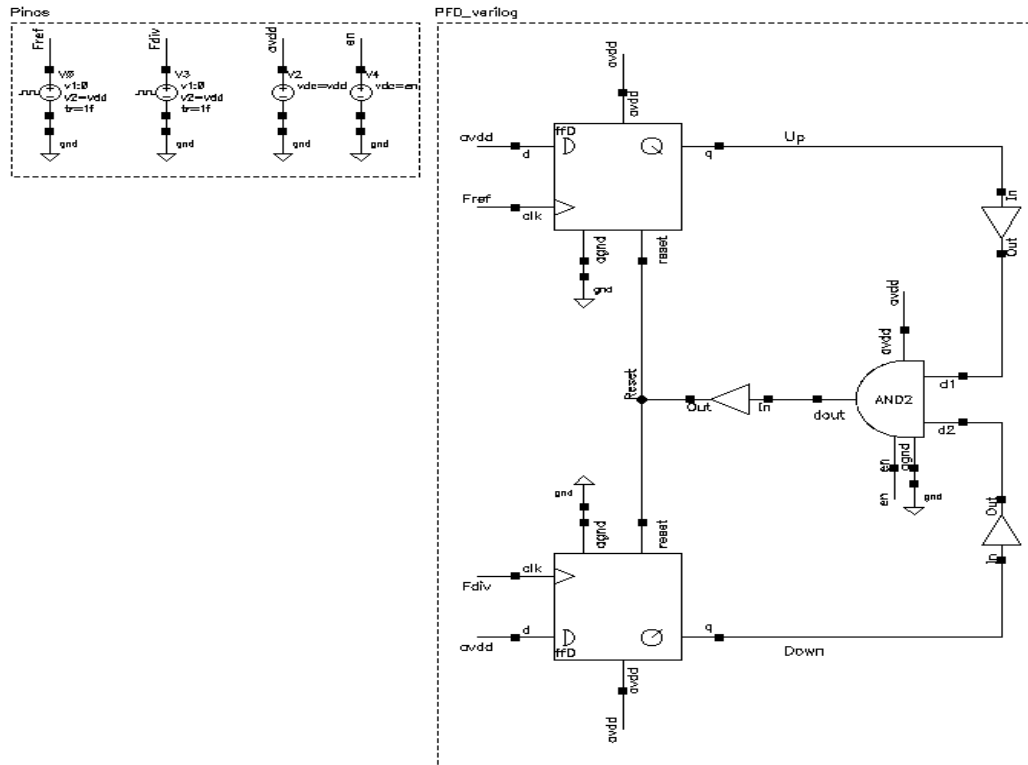 Pinos
PFD_verilog
Fref
Fdiv
avdd
en
V0
v1:0
v2=vdd
tr=1f
gnd
V3
v1:0
v2=vdd
tr=1f
gnd
V2
vdc=vdd
gnd
V4
vdc=en
gnd
avdd
avdd
ffD
avdd
d
D
Q
q
Up
Fref
clk
agnd
gnd
reset
In
Out
avdd
avdd
d1
Reset
Out
In
dout
AND2
d2
en
en
agnd
gnd
Out
In
gnd
agnd
reset
Fdiv
clk
avdd
d
D
ffD
Q
q
Down
avdd
avdd